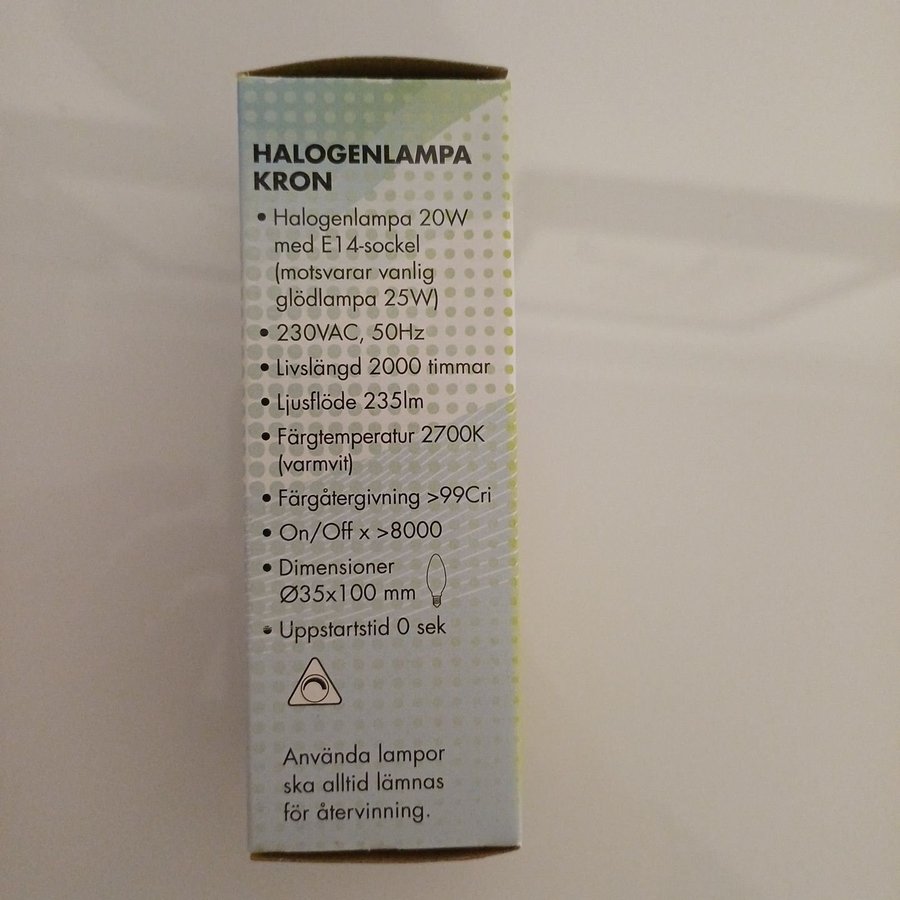 HALOGENLAMPA
KRON
• Halogenlampa 20W
med E14-sockel
(motsvarar vanlig
glödlampa 25W)
• 230VAC, 50Hz
• Livslängd 2000 timmar
• Ljusflöde 235lm
• Färgtemperatur 2700K
(varmvit)
• Färgåtergivning >99Cri
• On/Off x >8000
• Dimensioner
Ø35x100 mm
• Uppstartstid 0 sek
Använda lampor
ska alltid lämnas
för återvinning.